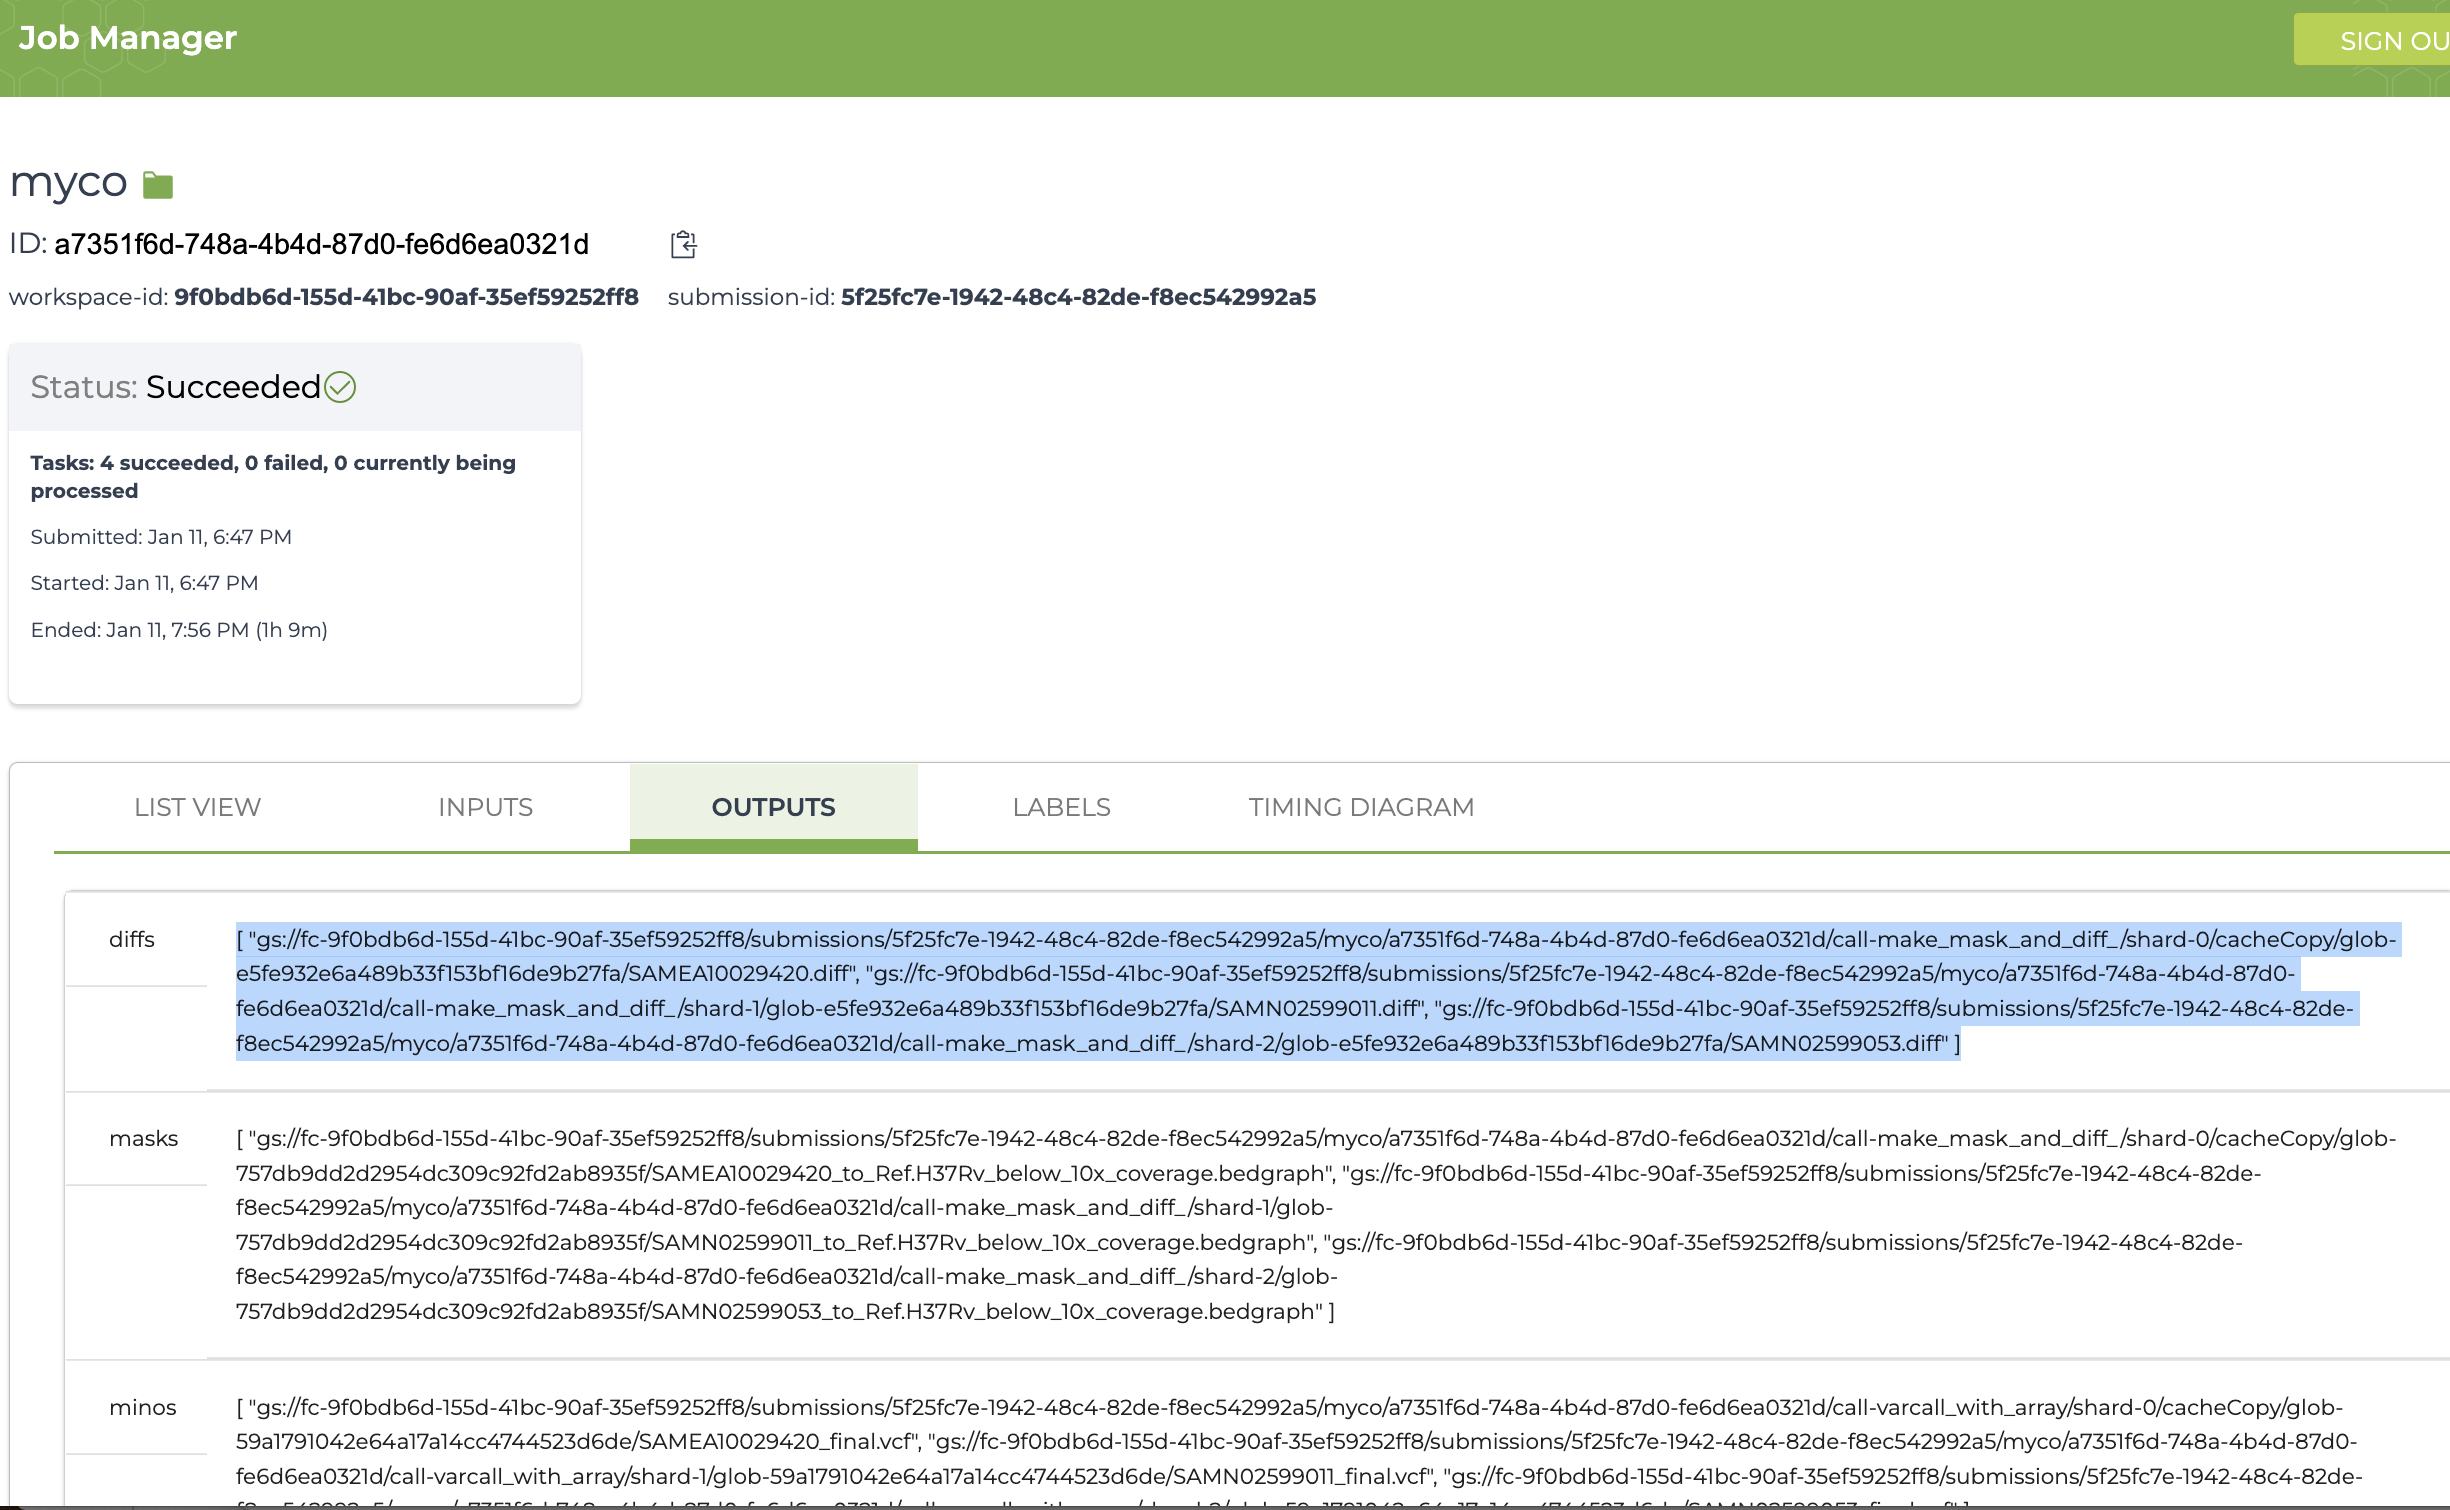 Job Manager
SIGN OU
myco
ID: a7351f6d-748a-4b4d-87d0-fe6d6ea0321d
workspace-id: 9f0bdb6d-155d-41bc-90af-35ef59252ff8 submission-id: 5f25fc7e-1942-48c4-82de-f8ec542992a5
Status: Succeeded
Tasks: 4 succeeded, 0 failed, 0 currently being
processed
Submitted: Jan 11, 6:47 PM
Started: Jan 11, 6:47 PM
Ended: Jan 11, 7:56 PM (1h 9m)
LIST VIEW INPUTS OUTPUTS LABELS TIMING DIAGRAM
diffs
[ "gs://fc-9f0bdb6d-155d-41bc-90af-35ef59252ff8/submissions/5f25fc7e-1942-48c4-82de-f8ec542992a5/myco/a7351f6d-748a-4b4d-87d0-fe6d6ea0321d/call-make_mask_and_diff_/shard-0/cacheCopy/glob-
e5fe932e6a489b33f153bf16de9b27fa/SAMEA10029420.diff", "gs://fc-9f0bdb6d-155d-41bc-90af-35ef59252ff8/submissions/5f25fc7e-1942-48c4-82de-f8ec542992a5/myco/a7351f6d-748a-4b4d-87d0-
fe6d6ea0321d/call-make_mask_and_diff_/shard-1/glob-e5fe932e6a489b33f153bf16de9b27fa/SAMN02599011.diff", "gs://fc-9f0bdb6d-155d-41bc-90af-35ef59252ff8/submissions/5f25fc7e-1942-48c4-82de-
f8ec542992a5/myco/a7351f6d-748a-4b4d-87d0-fe6d6ea0321d/call-make_mask_and_diff_/shard-2/glob-e5fe932e6a489b33f153bf16de9b27fa/SAMN02599053.diff" ]
masks
[ "gs://fc-9f0bdb6d-155d-41bc-90af-35ef59252ff8/submissions/5f25fc7e-1942-48c4-82de-f8ec542992a5/myco/a7351f6d-748a-4b4d-87d0-fe6d6ea0321d/call-make_mask_and_diff_/shard-0/cacheCopy/glob-
757db9dd2d2954dc309c92fd2ab8935f/SAMEA10029420_to_Ref.H37Rv_below_10x_coverage.bedgraph", "gs://fc-9f0bdb6d-155d-41bc-90af-35ef59252ff8/submissions/5f25fc7e-1942-48c4-82de-
f8ec542992a5/myco/a7351f6d-748a-4b4d-87d0-fe6d6ea0321d/call-make_mask_and_diff_/shard-1/glob-
757db9dd2d2954dc309c92fd2ab8935f/SAMN02599011_to_Ref.H37Rv_below_10x_coverage.bedgraph", "gs://fc-9f0bdb6d-155d-41bc-90af-35ef59252ff8/submissions/5f25fc7e-1942-48c4-82de-
f8ec542992a5/myco/a7351f6d-748a-4b4d-87d0-fe6d6ea0321d/call-make_mask_and_diff_/shard-2/glob-
757db9dd2d2954dc309c92fd2ab8935f/SAMN02599053_to_Ref.H37Rv_below_10x_coverage.bedgraph" ]
minos
[ "gs://fc-9f0bdb6d-155d-41bc-90af-35ef59252ff8/submissions/5f25fc7e-1942-48c4-82de-f8ec542992a5/myco/a7351f6d-748a-4b4d-87d0-fe6d6ea0321d/call-varcall_with_array/shard-0/cacheCopy/glob-
59a1791042e64a17a14cc4744523d6de/SAMEA10029420_final.vcf", "gs://fc-9f0bdb6d-155d-41bc-90af-35ef59252ff8/submissions/5f25fc7e-1942-48c4-82de-f8ec542992a5/myco/a7351f6d-748a-4b4d-87d0-
fe6d6ea0321d/call-varcall_with_array/shard-1/glob-59a1791042e64a17a14cc4744523d6de/SAMN02599011_final.vcf", "gs://fc-9f0bdb6d-155d-41bc-90af-35ef59252ff8/submissions/5f25fc7e-1942-48c4-82de-